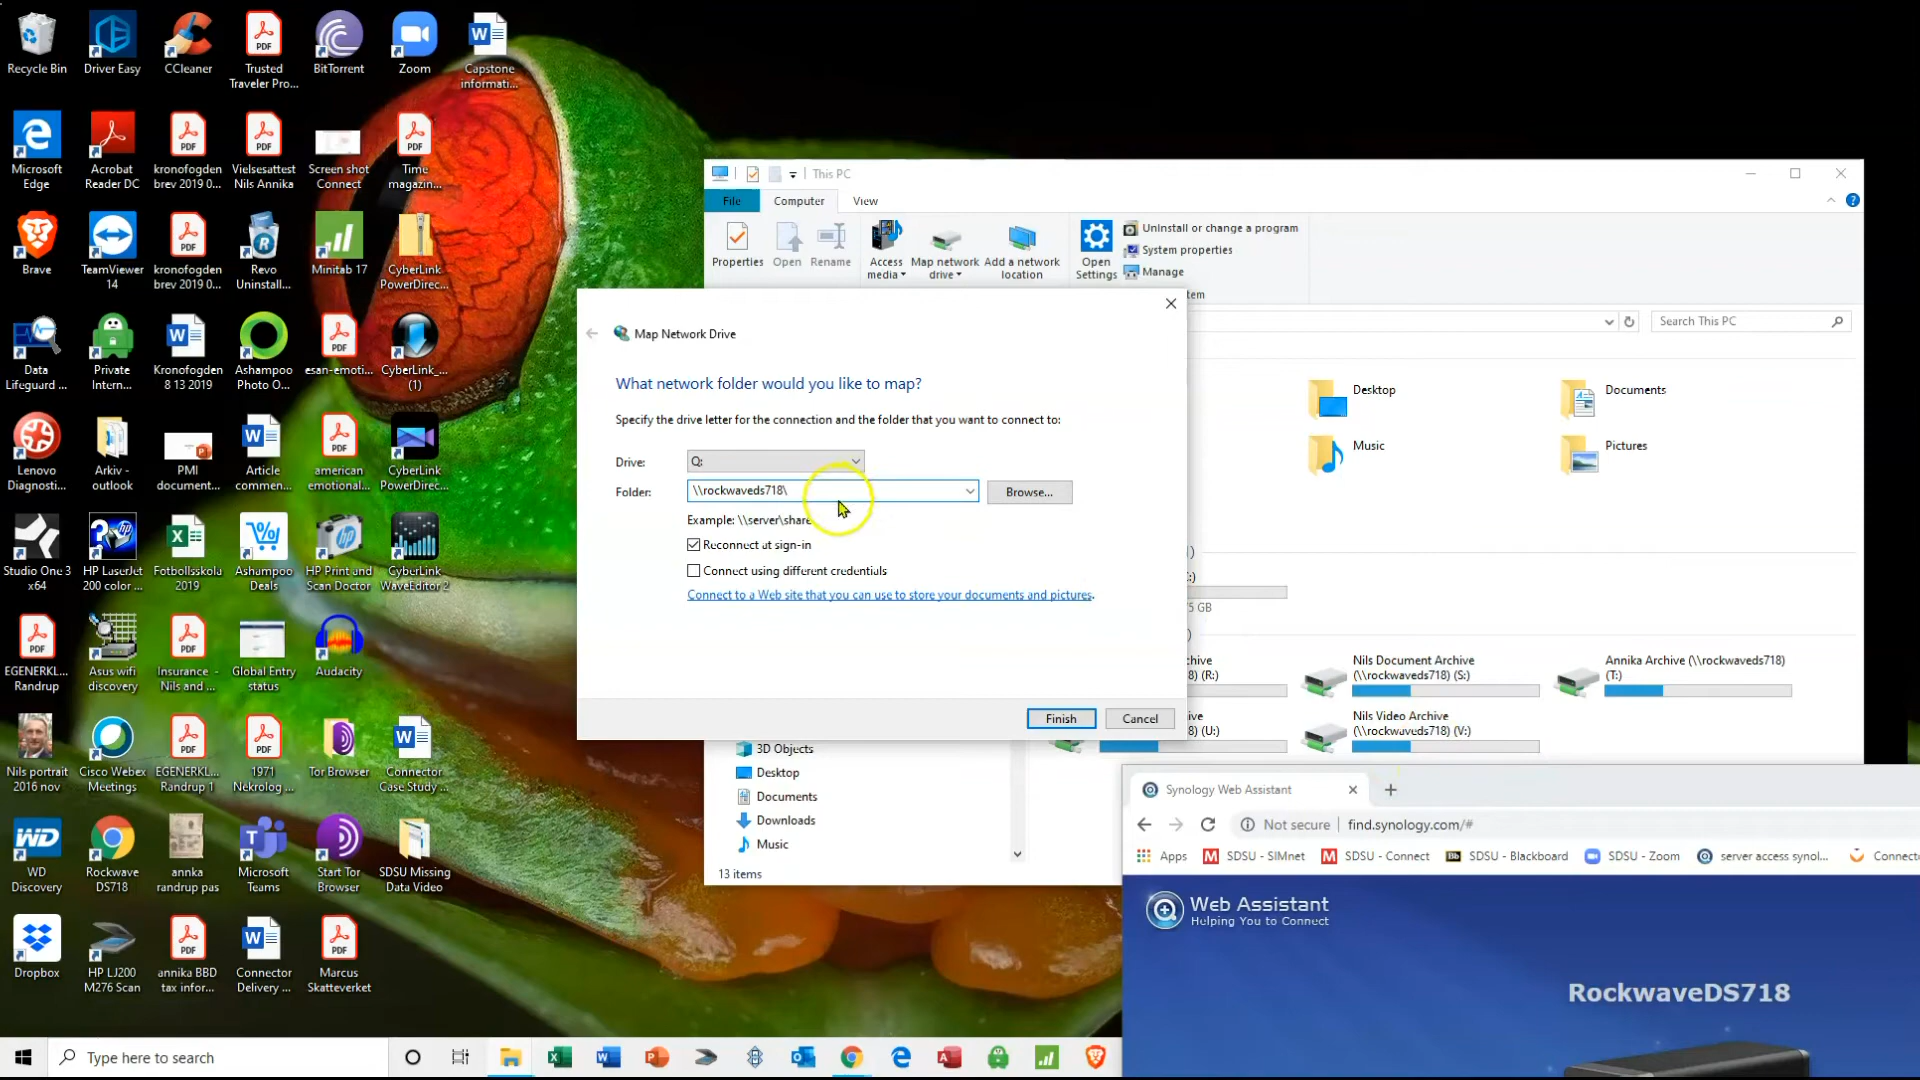 Recycle Bin
Driver Easy
CCleaner
Trusted
Traveler Pro...
BitTorrent
Zoom
Capstone
informati...
Microsoft
Edge
Acrobat
Reader DC
kronofogden
brev 2019 0...
Vielsesattest
Nils Annika
Screen shot
Connect
Time
magazin...
Brave
TeamViewer
14
kronofogden
brev 2019 0...
Revo
Uninstall...
Minitab 17
CyberLink
PowerDirec...
Data
Lifeguard ...
Private
Intern...
Kronofogden
8 13 2019
Ashampoo
Photo O...
esan-emoti...
CyberLink_...
(1)
Lenovo
Diagnosti...
Arkiv -
outlook
PMI
document...
Article
commen...
american
emotional...
CyberLink
PowerDirec...
Studio One 3
x64
HP LaserJet
200 color ...
Fotbollsskola
2019
Ashampoo
Deals
HP Print and
Scan Doctor
CyberLink
WaveEditor 2
EGENERKL...
Randrup
Asus wifi
discovery
Insurance -
Nils and ...
Global Entry
status
Audacity
Nils portrait
2016 nov
Cisco Webex
Meetings
EGENERKL...
Randrup 1
1971
Nekrolog ...
Tor Browser
Connector
Case Study ...
WD
Discovery
Rockwave
DS718
annka
randrup pas
Microsoft
Teams
Start Tor
Browser
SDSU Missing
Data Video
Dropbox
HP LJ200
M276 Scan
annika BBD
tax infor...
Connector
Delivery ...
Marcus
Skatteverket
This PC
File
Computer
View
Properties
Open
Rename
Access
media
Map network
drive
Add a network
location
Open
Settings
Uninstall or change a program
System properties
Manage
tem
Search This PC
Map Network Drive
What network folder would you like to map?
Specify the drive letter for the connection and the folder that you want to connect to:
Drive: Q:
Folder: \\rockwaveds718\
Browse...
Example: \\server\share
Reconnect at sign-in
Connect using different credentials
Connect to a Web site that you can use to store your documents and pictures.
Finish
Cancel
Desktop
Documents
Music
Pictures
)
:)
5 GB
)
hive
8) (R:)
Nils Document Archive
(\\rockwaveds718) (S:)
Annika Archive (\\rockwaveds718)
(T:)
ive
8) (U:)
Nils Video Archive
(\\rockwaveds718) (V:)
3D Objects
Desktop
Documents
Downloads
Music
13 items
Synology Web Assistant
Not secure
find.synology.com/#
Apps
SDSU - SIMnet
SDSU - Connect
SDSU - Blackboard
SDSU - Zoom
server access synol...
Connecto
Web Assistant
Helping You to Connect
RockwaveDS718
Type here to search